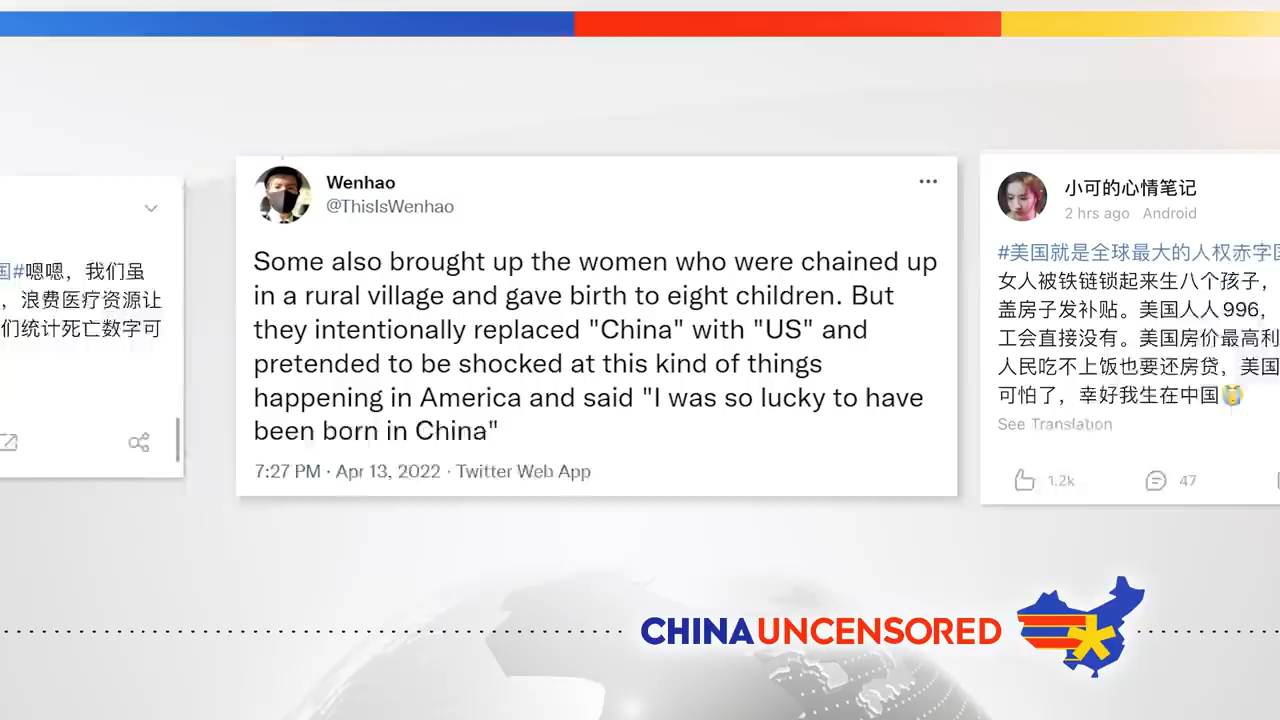 国#嗯嗯，我们虽
，浪费医疗资源让
们统计死亡数字可
Wenhao
@ThisIsWenhao
Some also brought up the women who were chained up
in a rural village and gave birth to eight children. But
they intentionally replaced "China" with "US" and
pretended to be shocked at this kind of things
happening in America and said "I was so lucky to have
been born in China"
7:27 PM · Apr 13, 2022 · Twitter Web App
小可的心情笔记
2 hrs ago Android
#美国就是全球最大的人权赤字国
女人被铁链锁起来生八个孩子，
盖房子发补贴。美国人人996，
工会直接没有。美国房价最高利
人民吃不上饭也要还房贷，美国
可怕了，幸好我生在中国😭
See Translation
1.2k 47
CHINA UNCENSORED